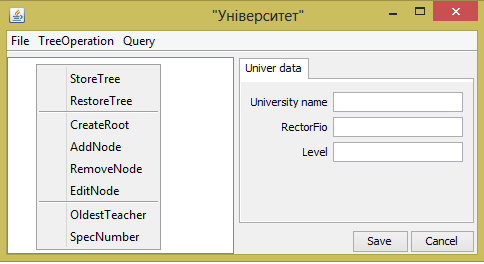 "Університет"
File TreeOperation Query
StoreTree
RestoreTree
CreateRoot
AddNode
RemoveNode
EditNode
OldestTeacher
SpecNumber
Univer data
University name
RectorFio
Level
Save Cancel